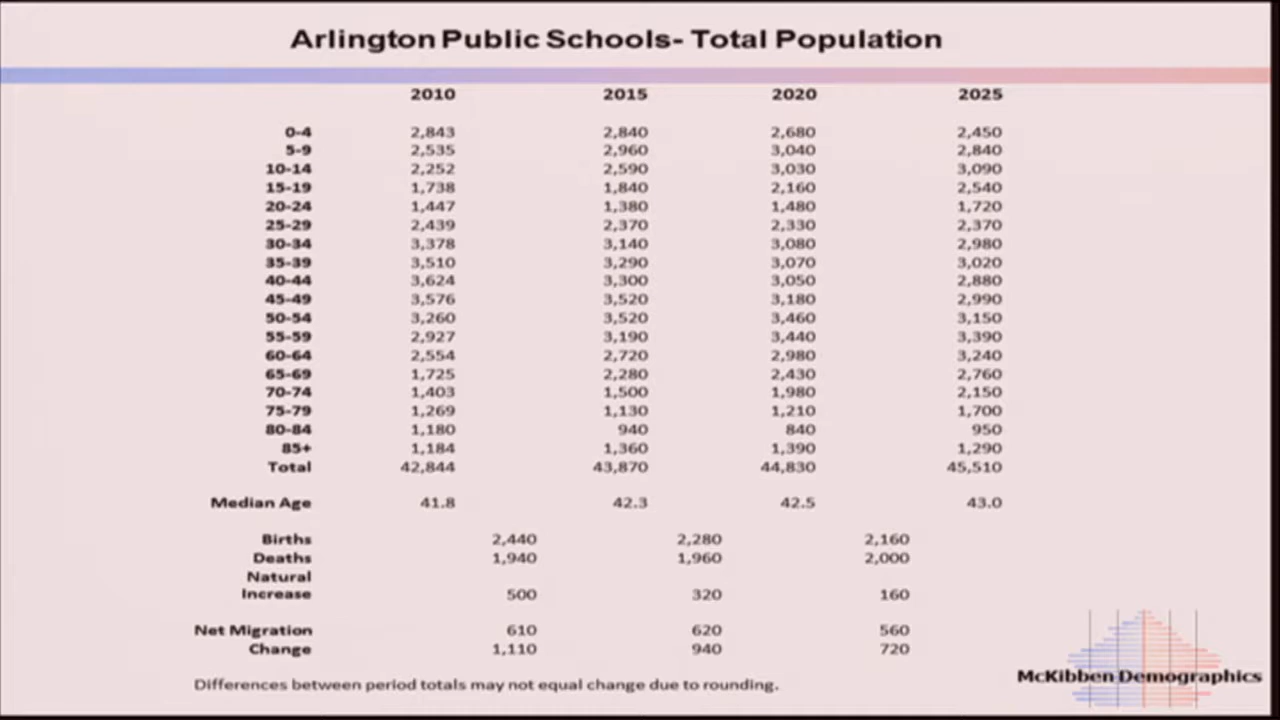 Arlington Public Schools- Total Population
2010 2015 2020 2025
0-4 2,843 2,840 2,680 2,450
5-9 2,535 2,960 3,040 2,840
10-14 2,252 2,590 3,030 3,090
15-19 1,738 1,840 2,160 2,540
20-24 1,447 1,380 1,480 1,720
25-29 2,439 2,370 2,330 2,370
30-34 3,378 3,140 3,080 2,980
35-39 3,510 3,290 3,070 3,020
40-44 3,624 3,300 3,050 2,880
45-49 3,576 3,520 3,180 2,990
50-54 3,260 3,520 3,460 3,150
55-59 2,927 3,190 3,440 3,390
60-64 2,554 2,720 2,980 3,240
65-69 1,725 2,280 2,430 2,760
70-74 1,403 1,500 1,980 2,150
75-79 1,269 1,130 1,210 1,700
80-84 1,180 940 840 950
85+ 1,184 1,360 1,390 1,290
Total 42,844 43,870 44,830 45,510
Median Age 41.8 42.3 42.5 43.0
Births 2,440 2,280 2,160
Deaths 1,940 1,960 2,000
Natural
Increase 500 320 160
Net Migration 610 620 560
Change 1,110 940 720
Differences between period totals may not equal change due to rounding.
McKibben Demographics